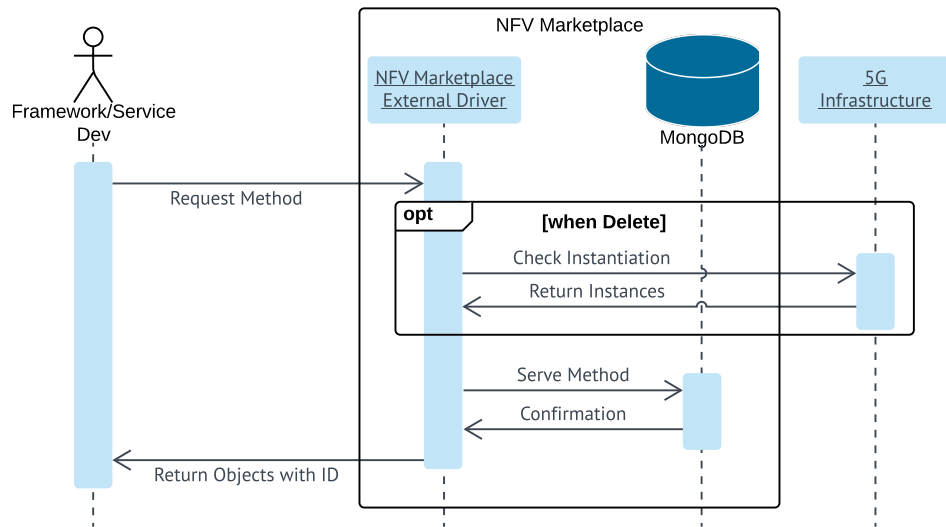 NFV Marketplace
Framework/Service
Dev
NFV Marketplace
External Driver
MongoDB
5G
Infrastructure
Request Method
opt
[when Delete]
Check Instantiation
Return Instances
Serve Method
Confirmation
Return Objects with ID